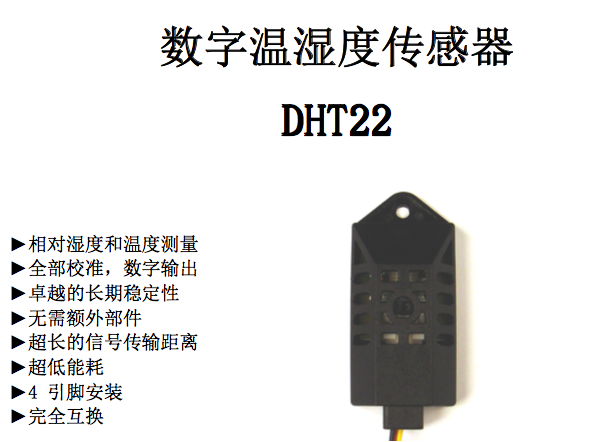 数字温湿度传感器
DHT22
►相对湿度和温度测量
►全部校准，数字输出
►卓越的长期稳定性
►无需额外部件
►超长的信号传输距离
►超低能耗
►4 引脚安装
►完全互换